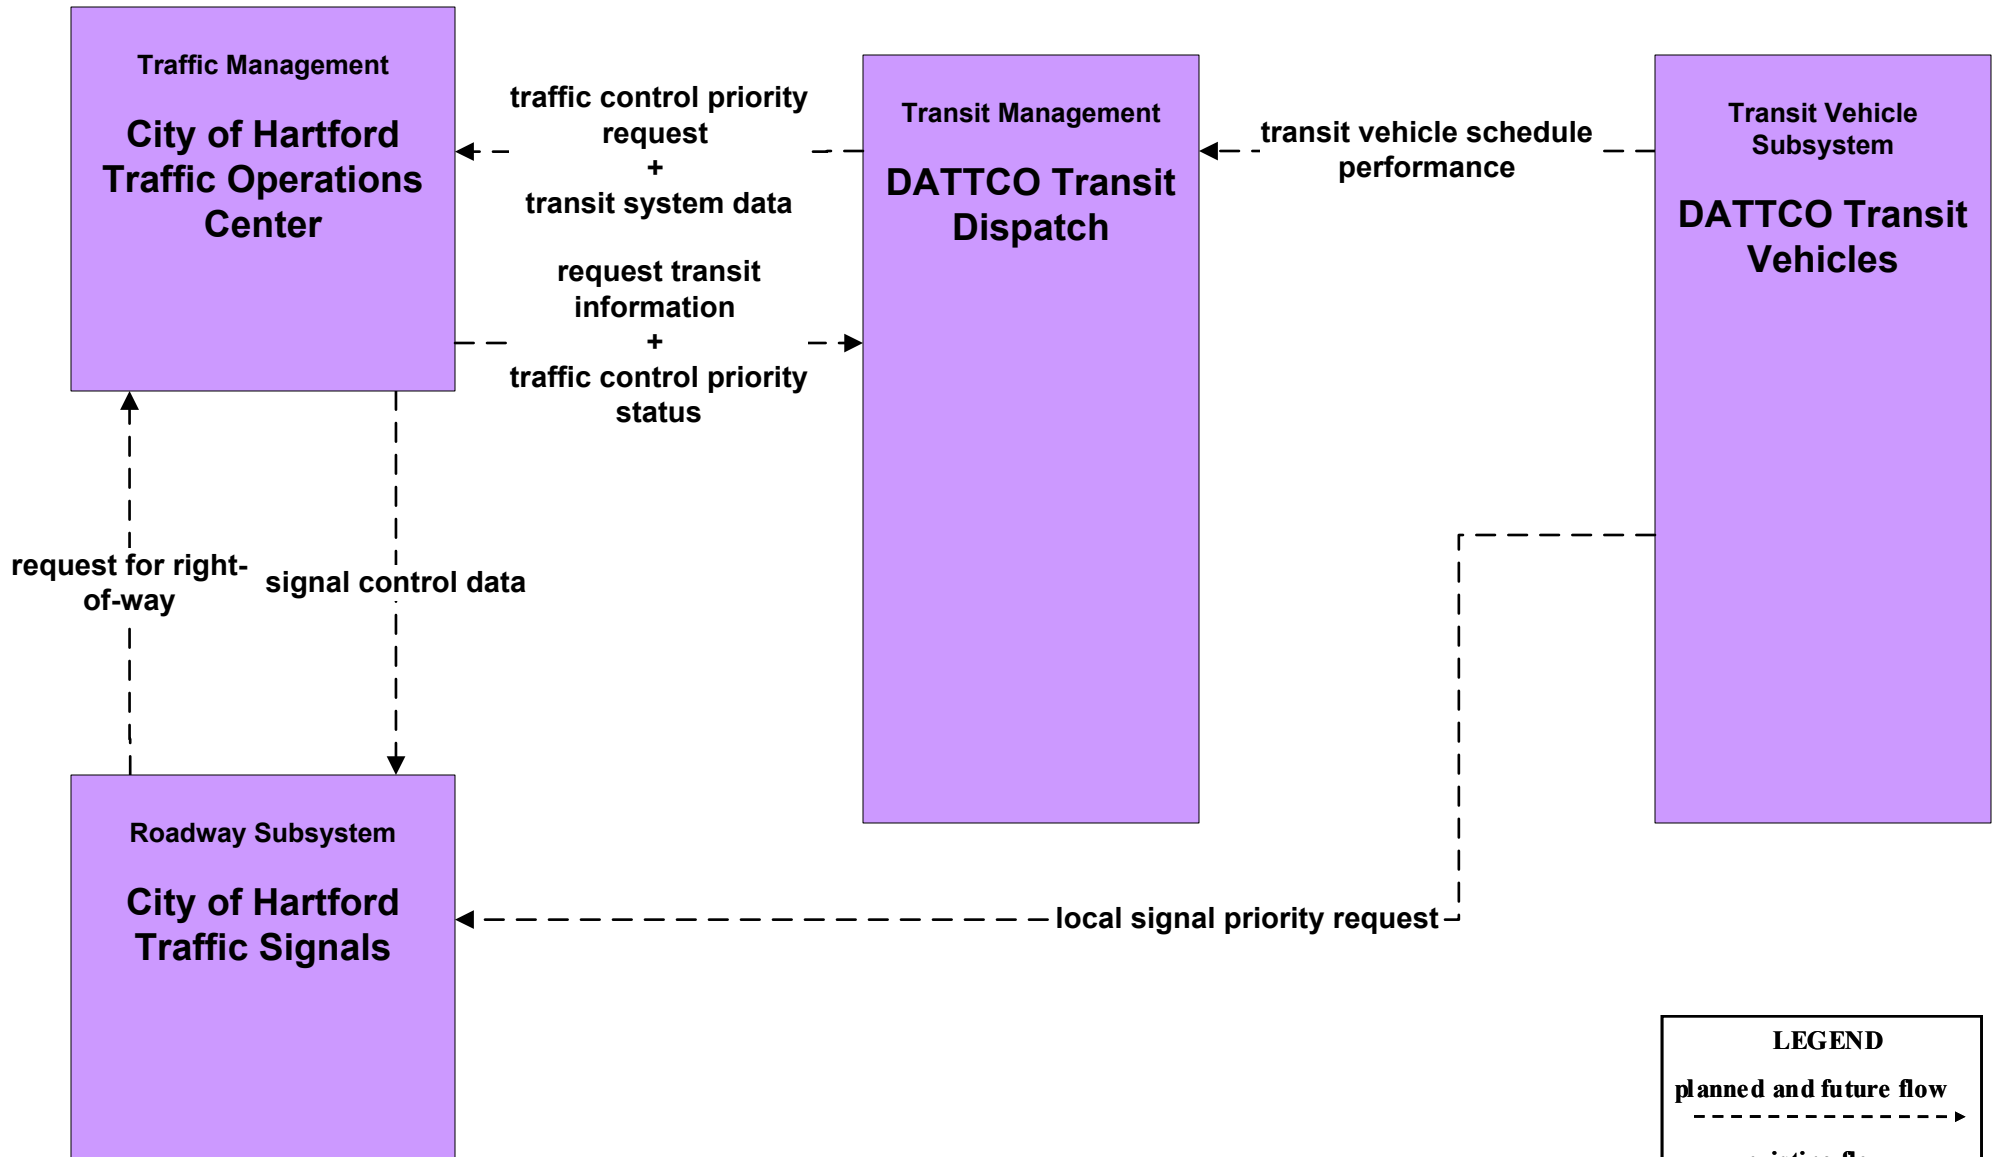 Traffic Management
City of Hartford
Traffic Operations
Center
traffic control priority
request
+
transit system data
request transit
information
+
traffic control priority
status
Transit Management
DATTCO Transit
Dispatch
transit vehicle schedule
performance
Transit Vehicle
Subsystem
DATTCO Transit
Vehicles
request for right-
of-way
signal control data
Roadway Subsystem
City of Hartford
Traffic Signals
local signal priority request
LEGEND
planned and future flow